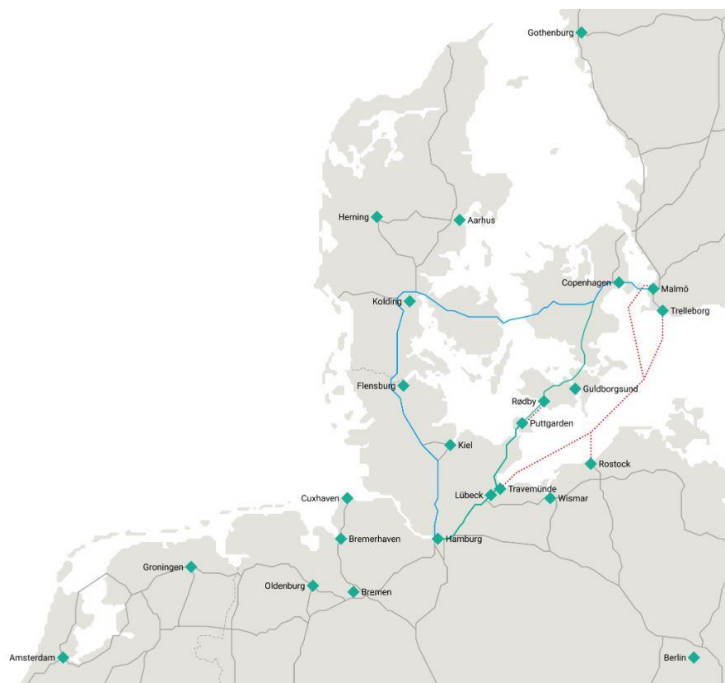 Gothenburg
Herning
Aarhus
Copenhagen
Malmö
Kolding
Trelleborg
Flensburg
Guldborgsund
Rødby
Puttgarden
Kiel
Rostock
Travemünde
Lübeck
Wismar
Cuxhaven
Bremerhaven
Hamburg
Groningen
Oldenburg
Bremen
Amsterdam
Berlin